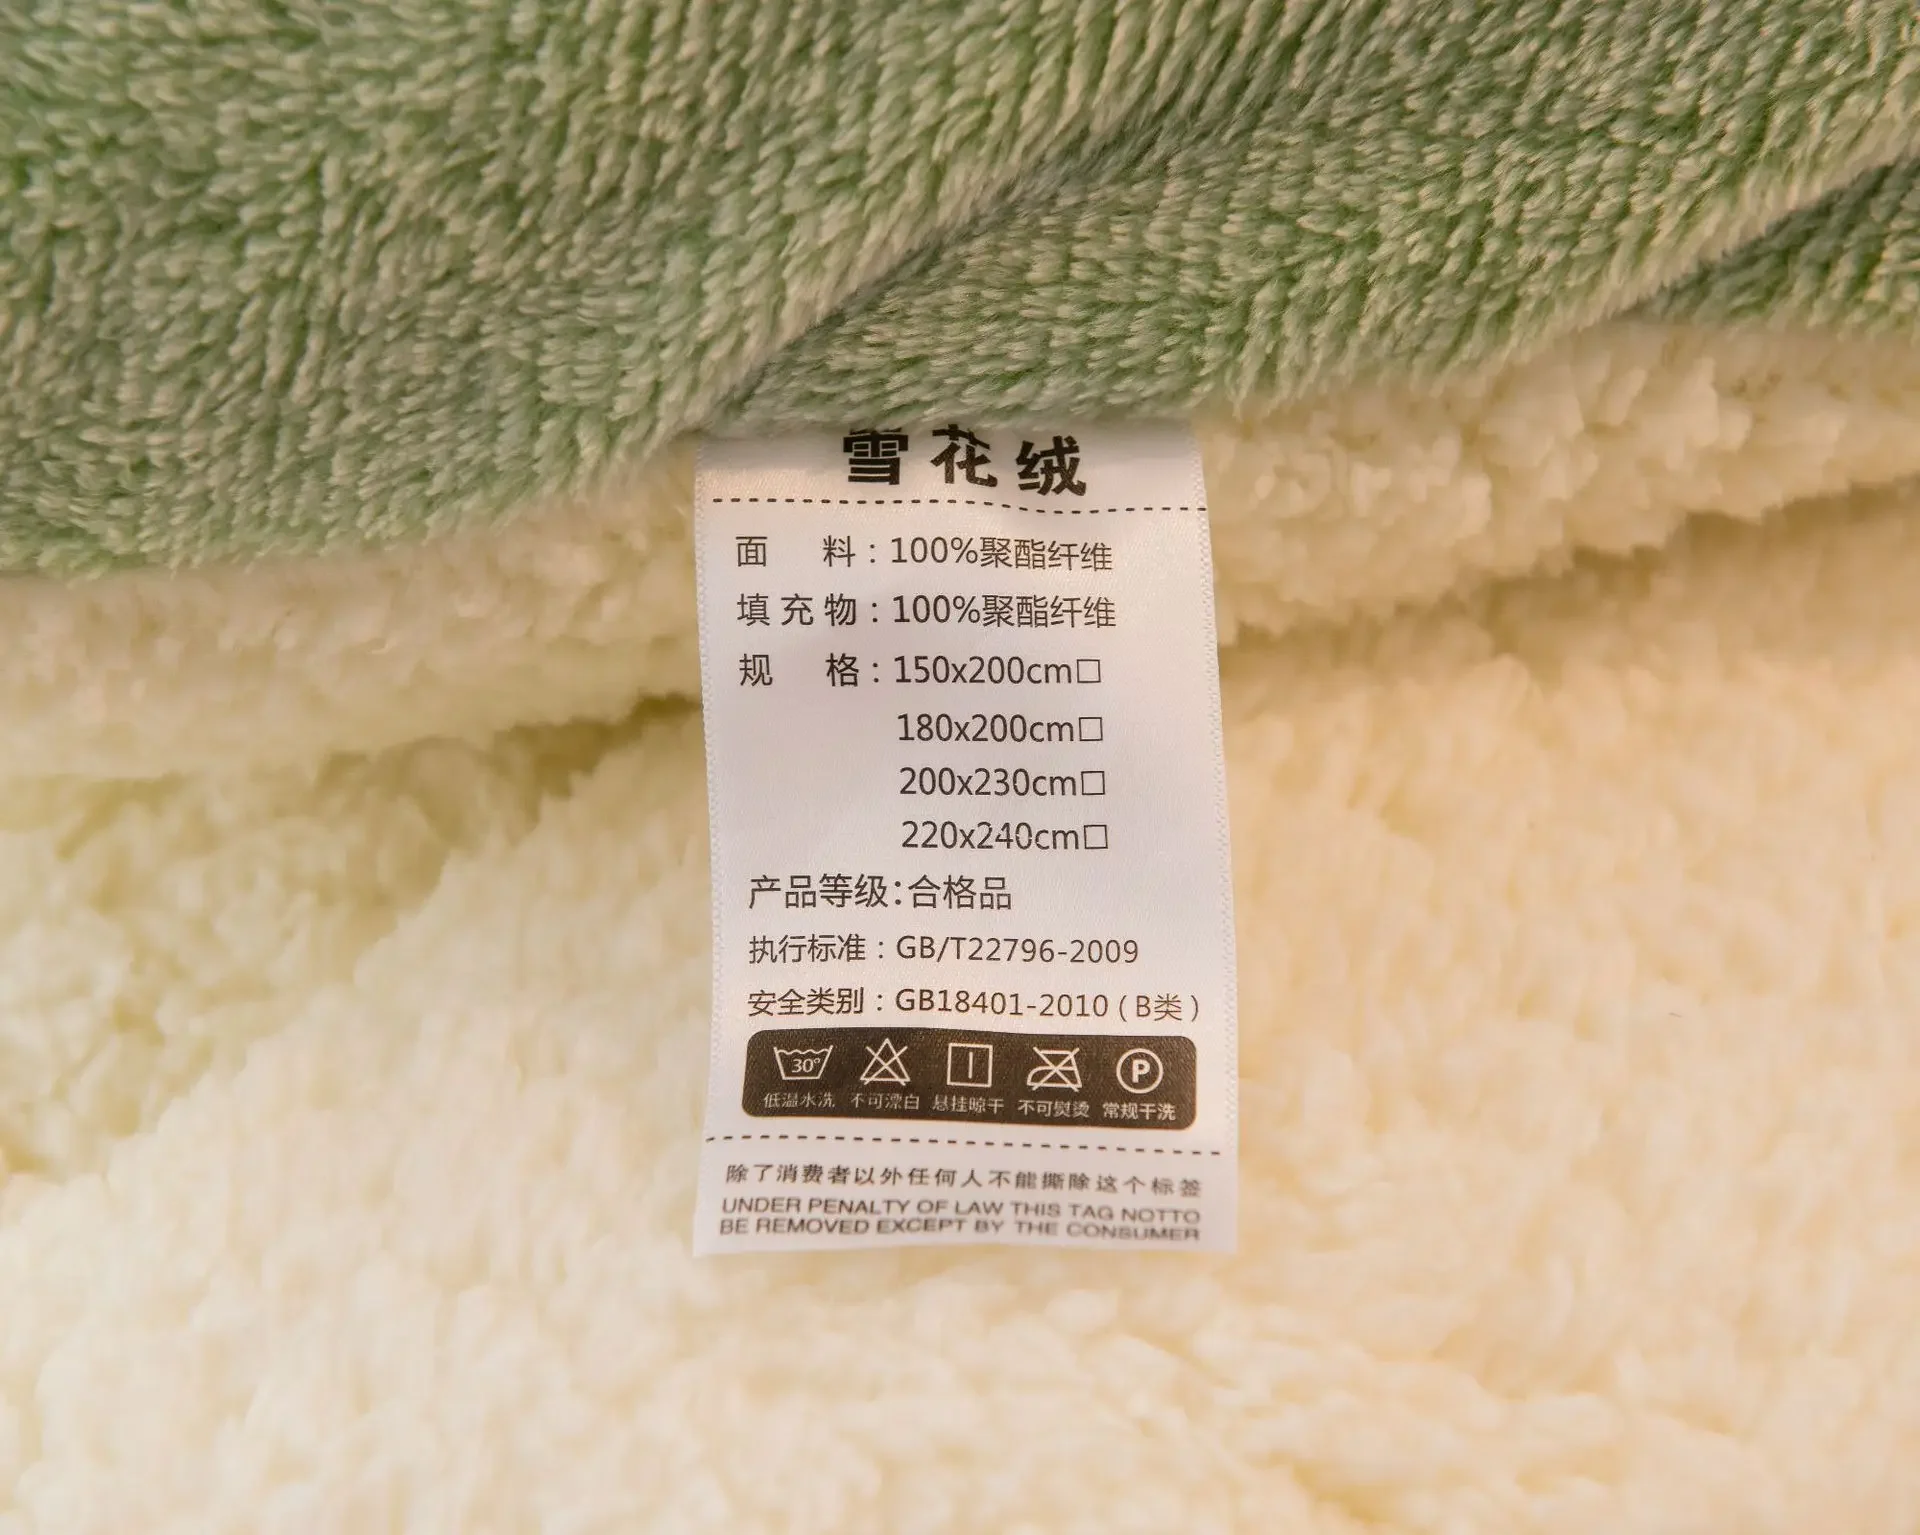 雪花绒
面 料：100%聚酯纤维
填充物：100%聚酯纤维
规 格：150x200cm□
180x200cm□
200x230cm□
220x240cm□
产品等级：合格品
执行标准：GB/T22796-2009
安全类别：GB18401-2010（B类）
30° P
低温水洗 不可漂白 悬挂晾干 不可熨烫 常规干洗
除了消费者以外任何人不能撕除这个标签
UNDER PENALTY OF LAW THIS TAG NOTTO
BE REMOVED EXCEPT BY THE CONSUMER